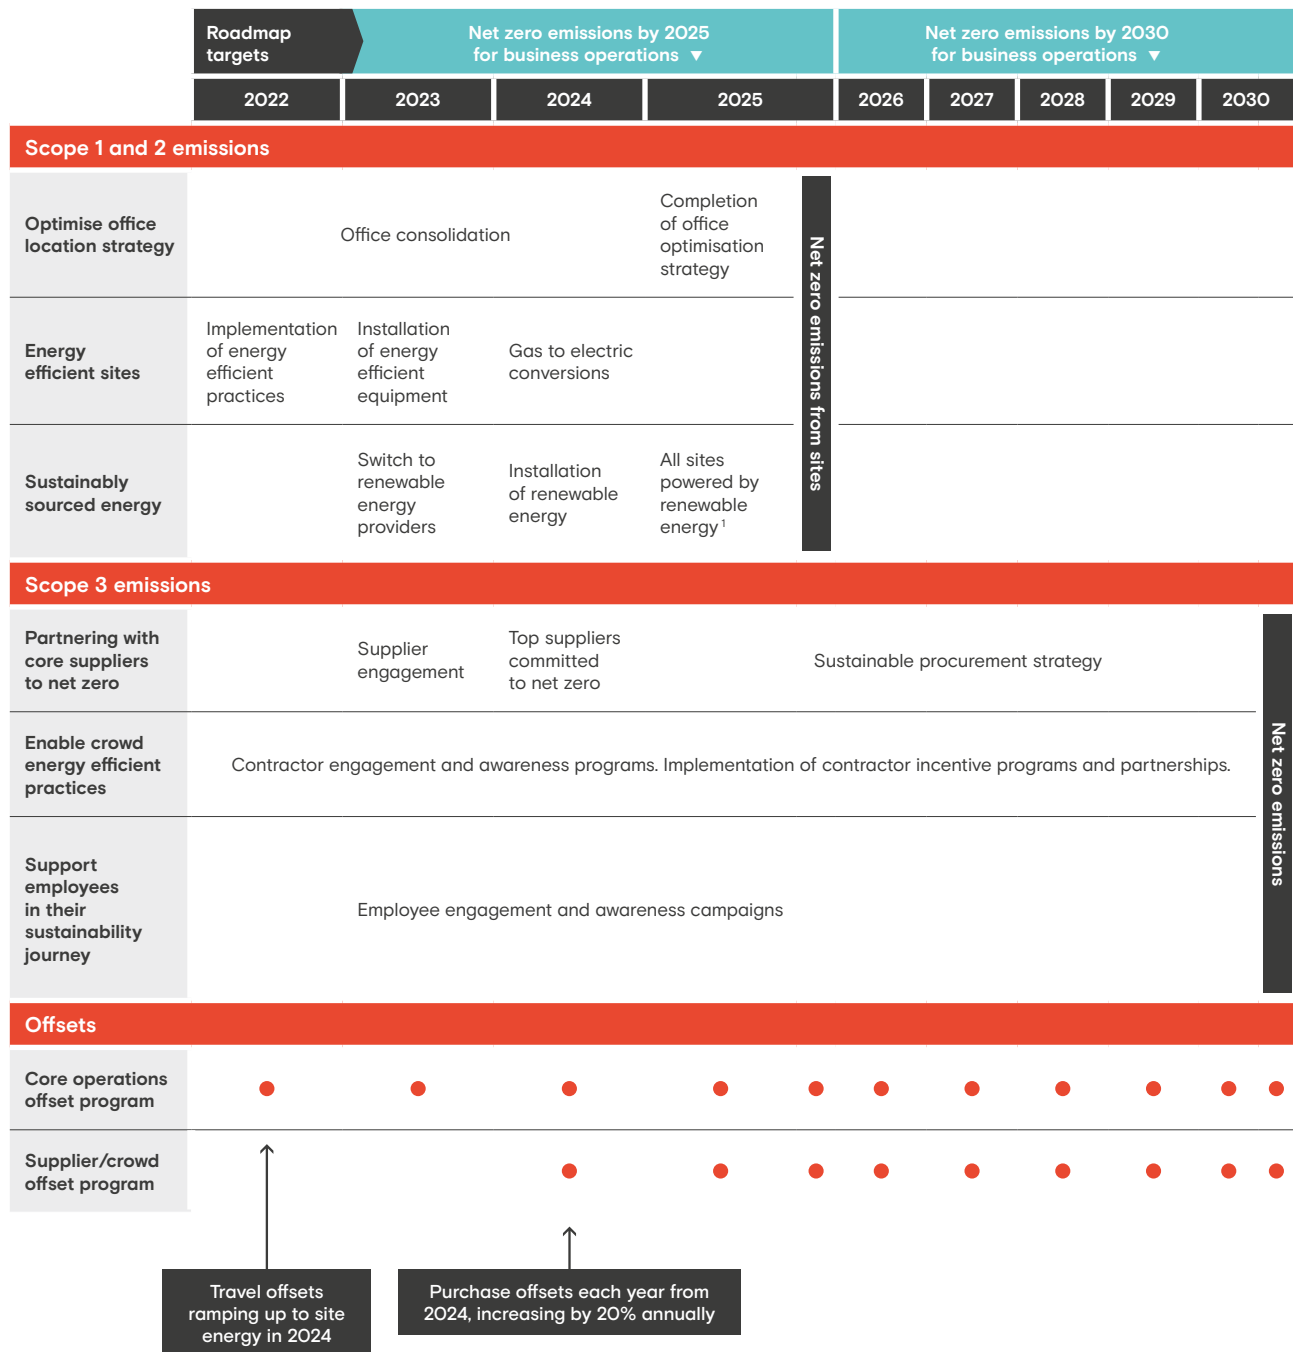 Roadmap
targets
Net zero emissions by 2025
for business operations ▼
Net zero emissions by 2030
for business operations ▼
2022
2023
2024
2025
2026
2027
2028
2029
2030
Scope 1 and 2 emissions
Optimise office
location strategy
Office consolidation
Completion
of office
optimisation
strategy
Net zero emissions from sites
Energy
efficient sites
Implementation
of energy
efficient
practices
Installation
of energy
efficient
equipment
Gas to electric
conversions
Sustainably
sourced energy
Switch to
renewable
energy
providers
Installation
of renewable
energy
All sites
powered by
renewable
energy 1
Scope 3 emissions
Partnering with
core suppliers
to net zero
Supplier
engagement
Top suppliers
committed
to net zero
Sustainable procurement strategy
Net zero emissions
Enable crowd
energy efficient
practices
Contractor engagement and awareness programs. Implementation of contractor incentive programs and partnerships.
Support
employees
in their
sustainability
journey
Employee engagement and awareness campaigns
Offsets
Core operations
offset program
Supplier/crowd
offset program
Travel offsets
ramping up to site
energy in 2024
Purchase offsets each year from
2024, increasing by 20% annually